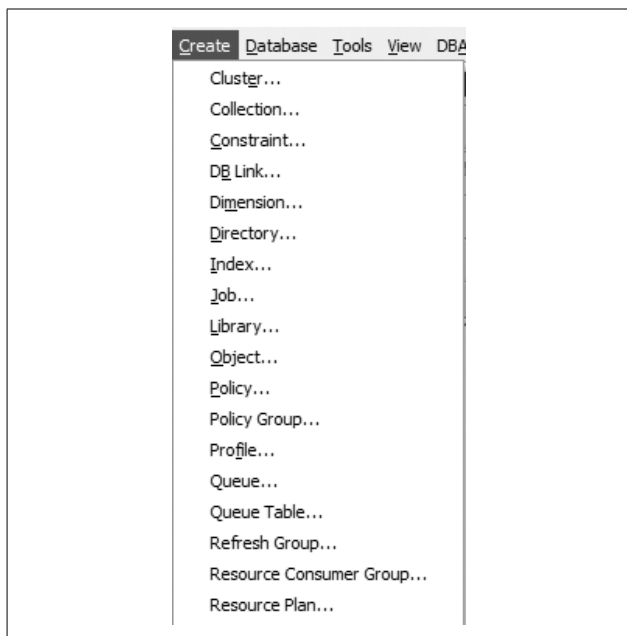 Create Database Tools View DBA
Cluster...
Collection...
Constraint...
DB Link...
Dimension...
Directory...
Index...
Job...
Library...
Object...
Policy...
Policy Group...
Profile...
Queue...
Queue Table...
Refresh Group...
Resource Consumer Group...
Resource Plan...